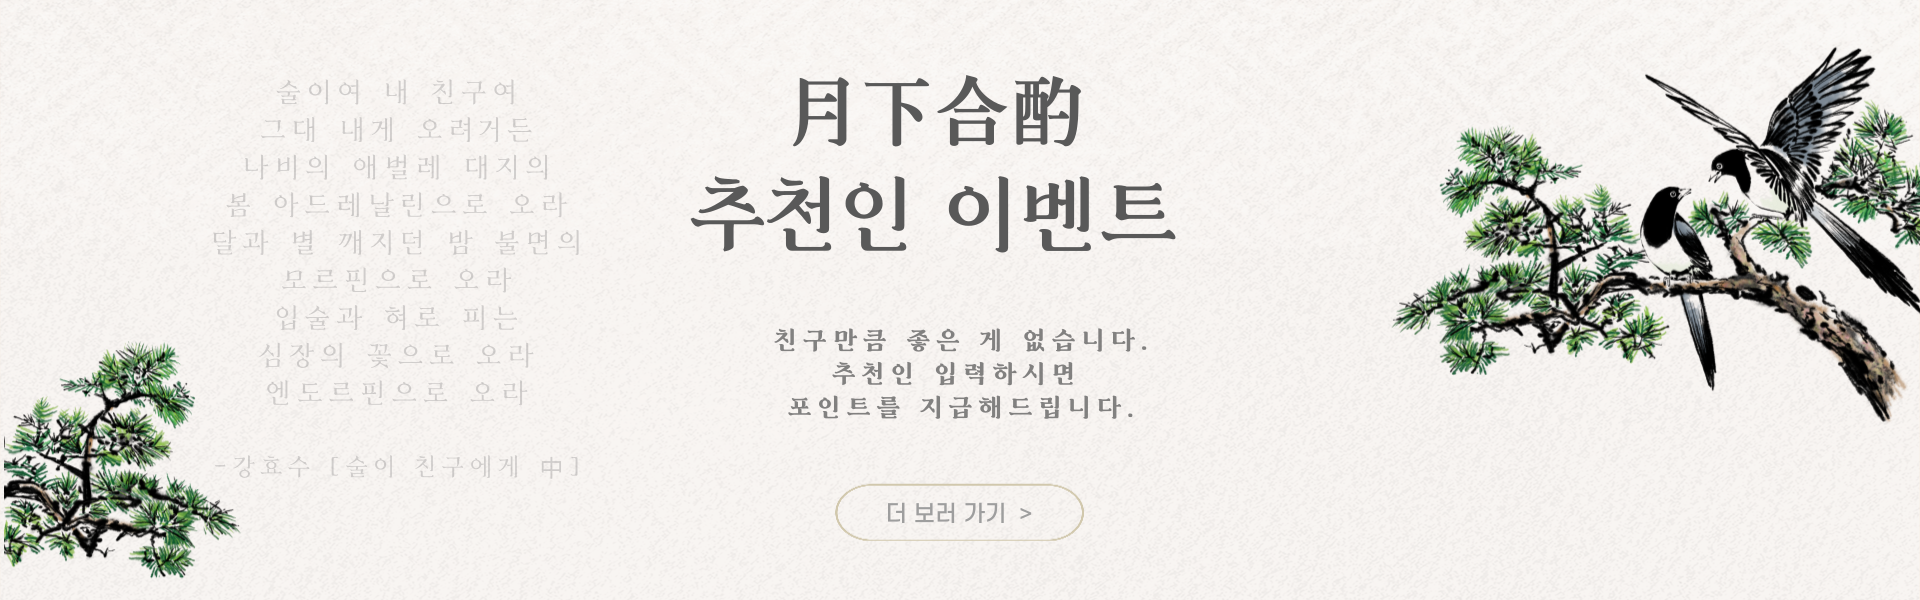 술이여 내 친구여
그대 내게 오려거든
나비의 애벌레 대지의
봄 아드레날린으로 오라
달과 별 깨지던 밤 불면의
모르핀으로 오라
입술과 혀로 피는
심장의 꽃으로 오라
엔도르핀으로 오라
-강효수 [술이 친구에게 中]
月下合酌
추천인 이벤트
친구만큼 좋은 게 없습니다.
추천인 입력하시면
포인트를 지급해드립니다.
더 보러 가기 >